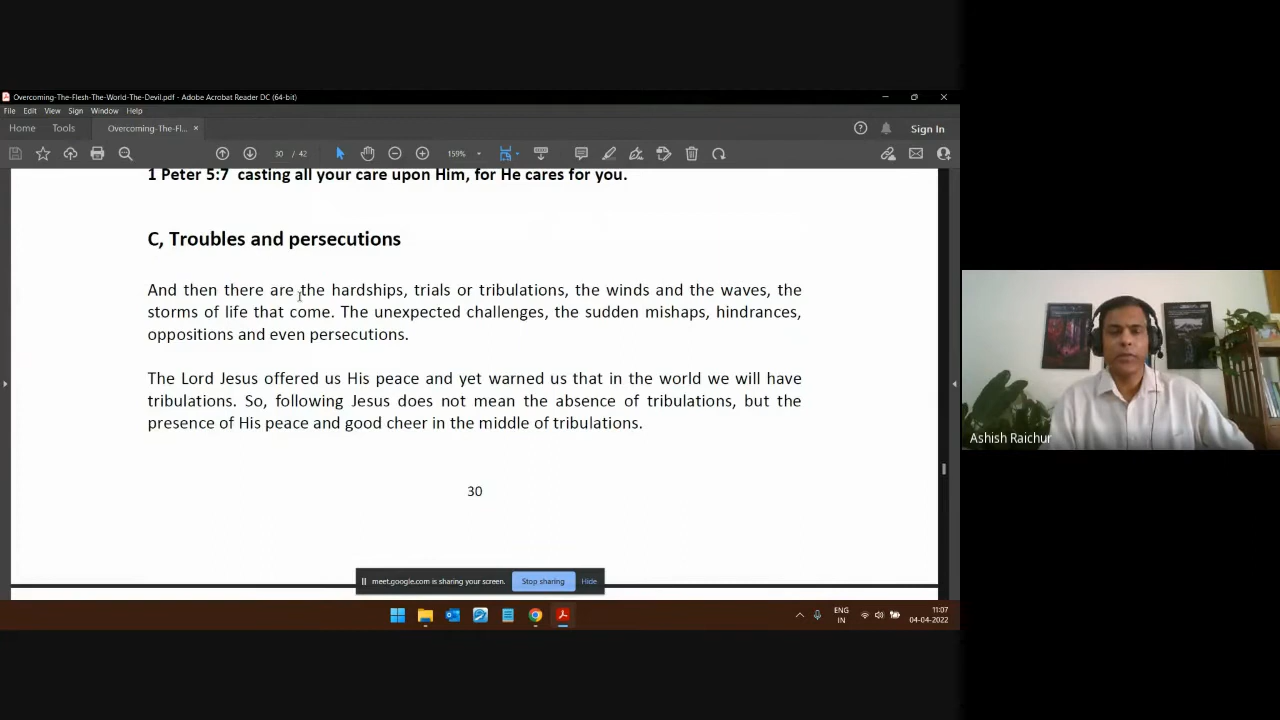 Overcoming-The-Flesh-The-World-The-Devil.pdf - Adobe Acrobat Reader DC (64-bit)
File Edit View Sign Window Help
Home Tools Overcoming-The-Fl... × Sign In
30 / 42 159%
1 Peter 5:7 casting all your care upon Him, for He cares for you.
C, Troubles and persecutions
And then there are the hardships, trials or tribulations, the winds and the waves, the
storms of life that come. The unexpected challenges, the sudden mishaps, hindrances,
oppositions and even persecutions.
The Lord Jesus offered us His peace and yet warned us that in the world we will have
tribulations. So, following Jesus does not mean the absence of tribulations, but the
presence of His peace and good cheer in the middle of tribulations.
30
Ashish Raichur
meet.google.com is sharing your screen. Stop sharing Hide
ENG 11:07
IN 04-04-2022